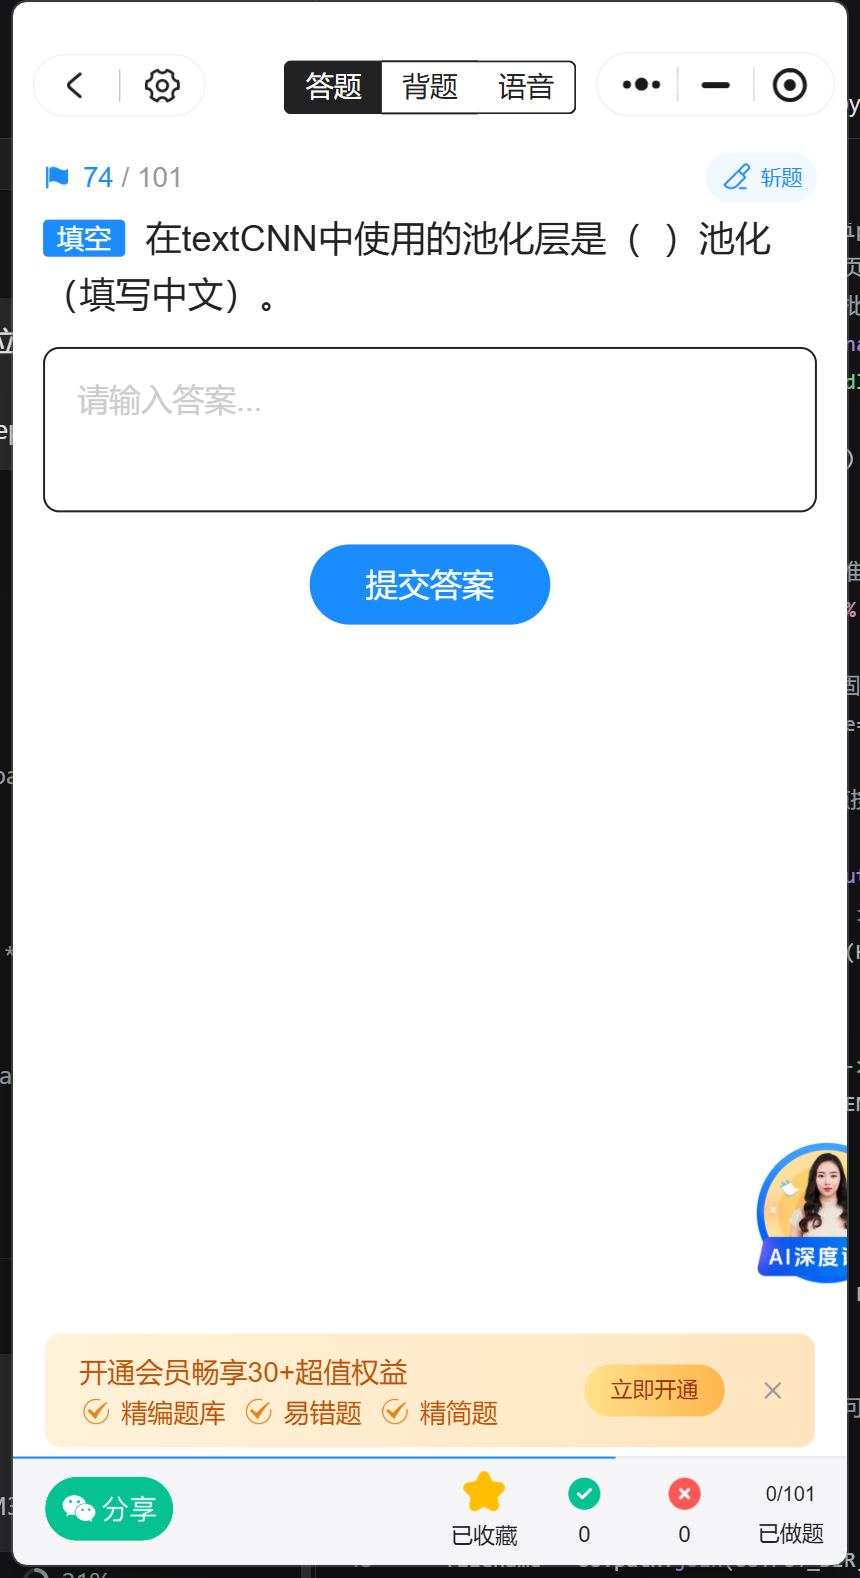 答题 背题 语音
74 / 101
斩题
填空 在textCNN中使用的池化层是（ ）池化
（填写中文）。
请输入答案...
提交答案
AI深度
开通会员畅享30+超值权益
精编题库 易错题 精简题
立即开通
分享
已收藏
0
0
0/101
已做题